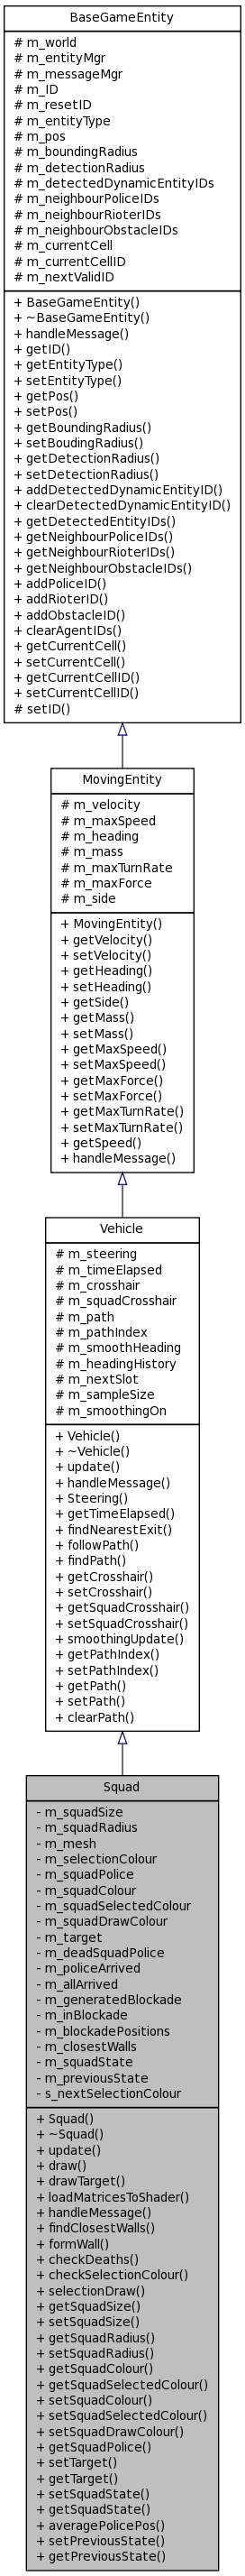 BaseGameEntity
# m_world
# m_entityMgr
# m_messageMgr
# m_ID
# m_resetID
# m_entityType
# m_pos
# m_boundingRadius
# m_detectionRadius
# m_detectedDynamicEntityIDs
# m_neighbourPoliceIDs
# m_neighbourRioterIDs
# m_neighbourObstacleIDs
# m_currentCell
# m_currentCellID
# m_nextValidID
+ BaseGameEntity()
+ ~BaseGameEntity()
+ handleMessage()
+ getID()
+ getEntityType()
+ setEntityType()
+ getPos()
+ setPos()
+ getBoundingRadius()
+ setBoudingRadius()
+ getDetectionRadius()
+ setDetectionRadius()
+ addDetectedDynamicEntityID()
+ clearDetectedDynamicEntityID()
+ getDetectedEntityIDs()
+ getNeighbourPoliceIDs()
+ getNeighbourRioterIDs()
+ getNeighbourObstacleIDs()
+ addPoliceID()
+ addRioterID()
+ addObstacleID()
+ clearAgentIDs()
+ getCurrentCell()
+ setCurrentCell()
+ getCurrentCellID()
+ setCurrentCellID()
# setID()
MovingEntity
# m_velocity
# m_maxSpeed
# m_heading
# m_mass
# m_maxTurnRate
# m_maxForce
# m_side
+ MovingEntity()
+ getVelocity()
+ setVelocity()
+ getHeading()
+ setHeading()
+ getSide()
+ getMass()
+ setMass()
+ getMaxSpeed()
+ setMaxSpeed()
+ getMaxForce()
+ setMaxForce()
+ getMaxTurnRate()
+ setMaxTurnRate()
+ getSpeed()
+ handleMessage()
Vehicle
# m_steering
# m_timeElapsed
# m_crosshair
# m_squadCrosshair
# m_path
# m_pathIndex
# m_smoothHeading
# m_headingHistory
# m_nextSlot
# m_sampleSize
# m_smoothingOn
+ Vehicle()
+ ~Vehicle()
+ update()
+ handleMessage()
+ Steering()
+ getTimeElapsed()
+ findNearestExit()
+ followPath()
+ findPath()
+ getCrosshair()
+ setCrosshair()
+ getSquadCrosshair()
+ setSquadCrosshair()
+ smoothingUpdate()
+ getPathIndex()
+ setPathIndex()
+ getPath()
+ setPath()
+ clearPath()
Squad
- m_squadSize
- m_squadRadius
- m_mesh
- m_selectionColour
- m_squadPolice
- m_squadColour
- m_squadSelectedColour
- m_squadDrawColour
- m_target
- m_deadSquadPolice
- m_policeArrived
- m_allArrived
- m_generatedBlockade
- m_inBlockade
- m_blockadePositions
- m_closestWalls
- m_squadState
- m_previousState
- s_nextSelectionColour
+ Squad()
+ ~Squad()
+ update()
+ draw()
+ drawTarget()
+ loadMatricesToShader()
+ handleMessage()
+ findClosestWalls()
+ formWall()
+ checkDeaths()
+ checkSelectionColour()
+ selectionDraw()
+ getSquadSize()
+ setSquadSize()
+ getSquadRadius()
+ setSquadRadius()
+ getSquadColour()
+ getSquadSelectedColour()
+ setSquadColour()
+ setSquadSelectedColour()
+ setSquadDrawColour()
+ getSquadPolice()
+ setTarget()
+ getTarget()
+ setSquadState()
+ getSquadState()
+ averagePolicePos()
+ setPreviousState()
+ getPreviousState()